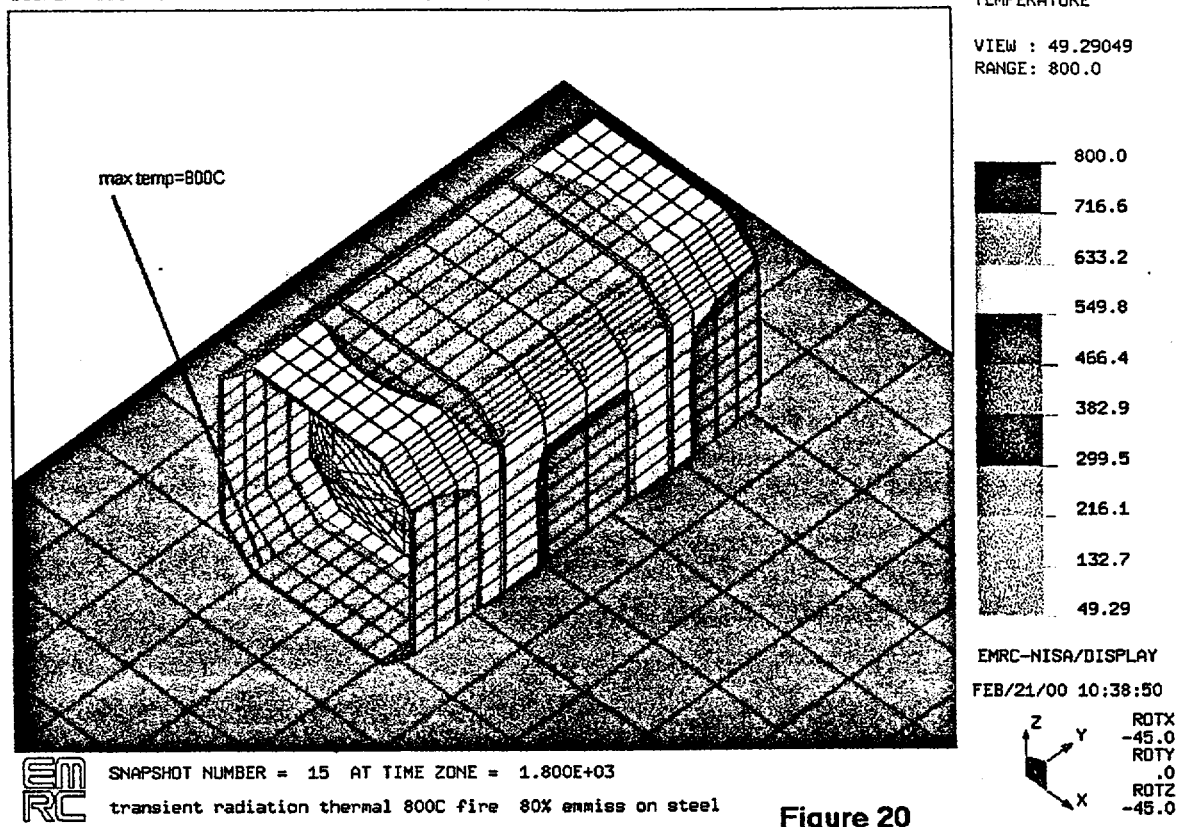 TEMPERATURE
VIEW : 49.29049
RANGE: 800.0
max temp=800C
800.0
716.6
633.2
549.8
466.4
382.9
299.5
216.1
132.7
49.29
EMRC-NISA/DISPLAY
FEB/21/00 10:38:50
Z
Y
X
ROTX
-45.0
ROTY
.0
ROTZ
-45.0
EMRC
SNAPSHOT NUMBER = 15 AT TIME ZONE = 1.800E+03
transient radiation thermal 800C fire 80% emmiss on steel
Figure 20